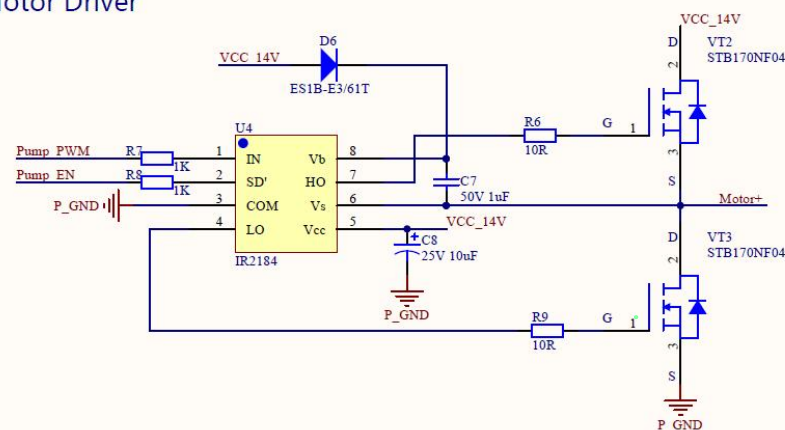 Motor Driver
VCC_14V
D6
ES1B-E3/61T
VCC_14V
D
2
VT2
STB170NF04
R6
10R
G
1
3
S
U4
Pump_PWM
R7
1K
1
IN
Vb
8
Pump_EN
R8
1K
2
SD'
HO
7
P_GND
3
COM
Vs
6
4
LO
Vcc
5
IR2184
C7
50V 1uF
VCC_14V
+
C8
25V 10uF
P_GND
Motor+
D
2
VT3
STB170NF04
R9
10R
G
1
3
S
P_GND